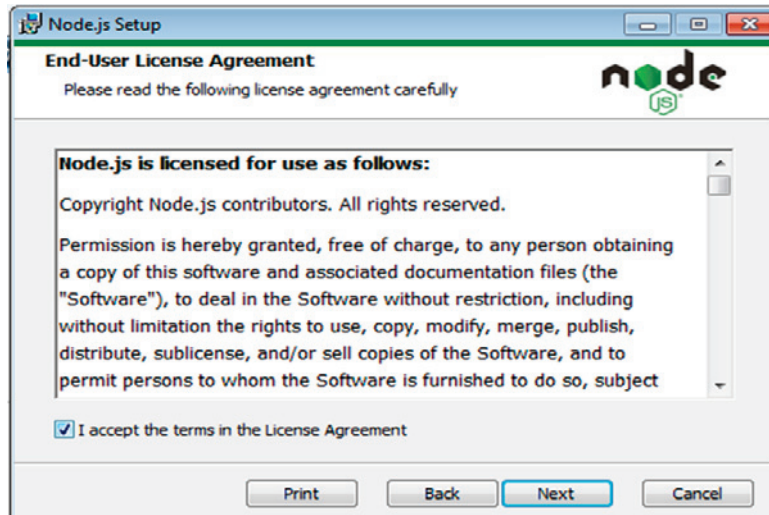 Node.js Setup
End-User License Agreement
Please read the following license agreement carefully
node
JS
Node.js is licensed for use as follows:
Copyright Node.js contributors. All rights reserved.
Permission is hereby granted, free of charge, to any person obtaining
a copy of this software and associated documentation files (the
"Software"), to deal in the Software without restriction, including
without limitation the rights to use, copy, modify, merge, publish,
distribute, sublicense, and/or sell copies of the Software, and to
permit persons to whom the Software is furnished to do so, subject
I accept the terms in the License Agreement
Print Back Next Cancel